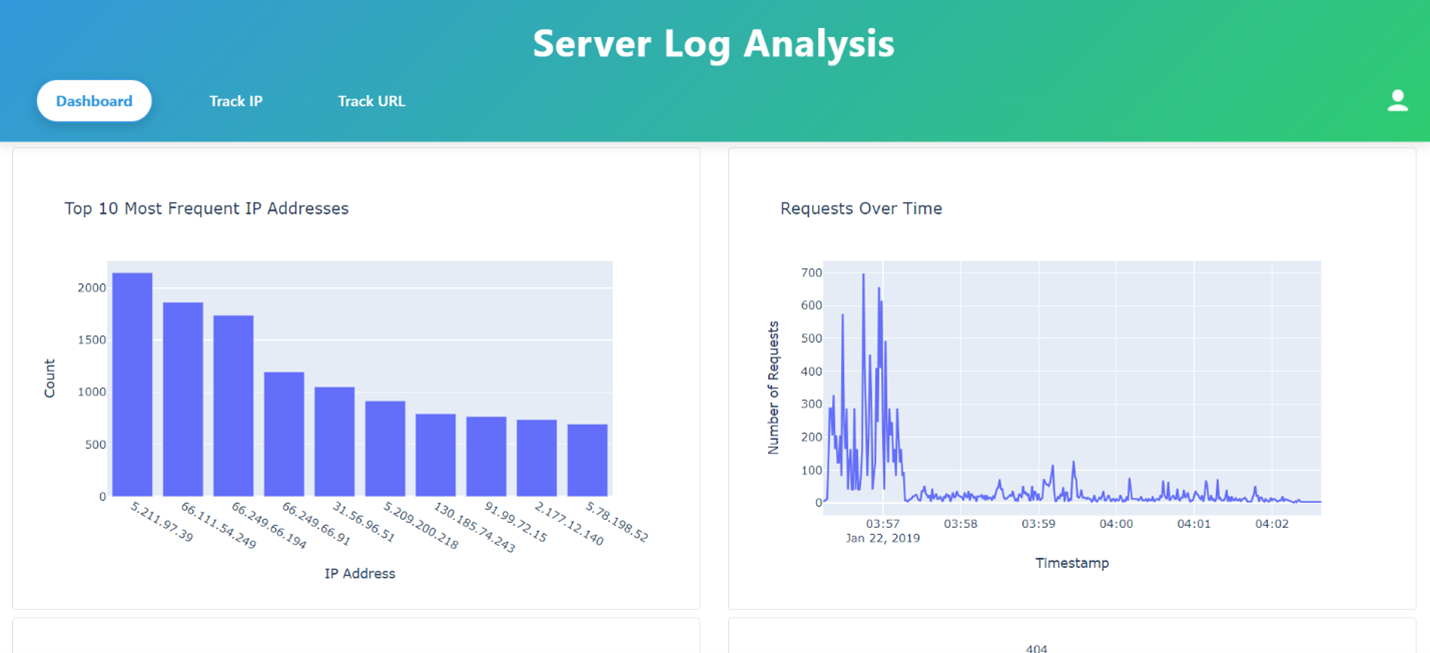 Server Log Analysis
Dashboard
Track IP
Track URL
Top 10 Most Frequent IP Addresses
2000
1500
1000
500
0
Count
5.211.97.39
66.111.54.249
66.249.66.194
66.249.66.91
31.56.96.51
5.209.200.218
130.185.74.243
91.99.72.15
2.177.12.140
5.78.198.52
IP Address
Requests Over Time
700
600
500
400
300
200
100
0
Number of Requests
03:57
Jan 22, 2019
03:58
03:59
04:00
04:01
04:02
Timestamp
404